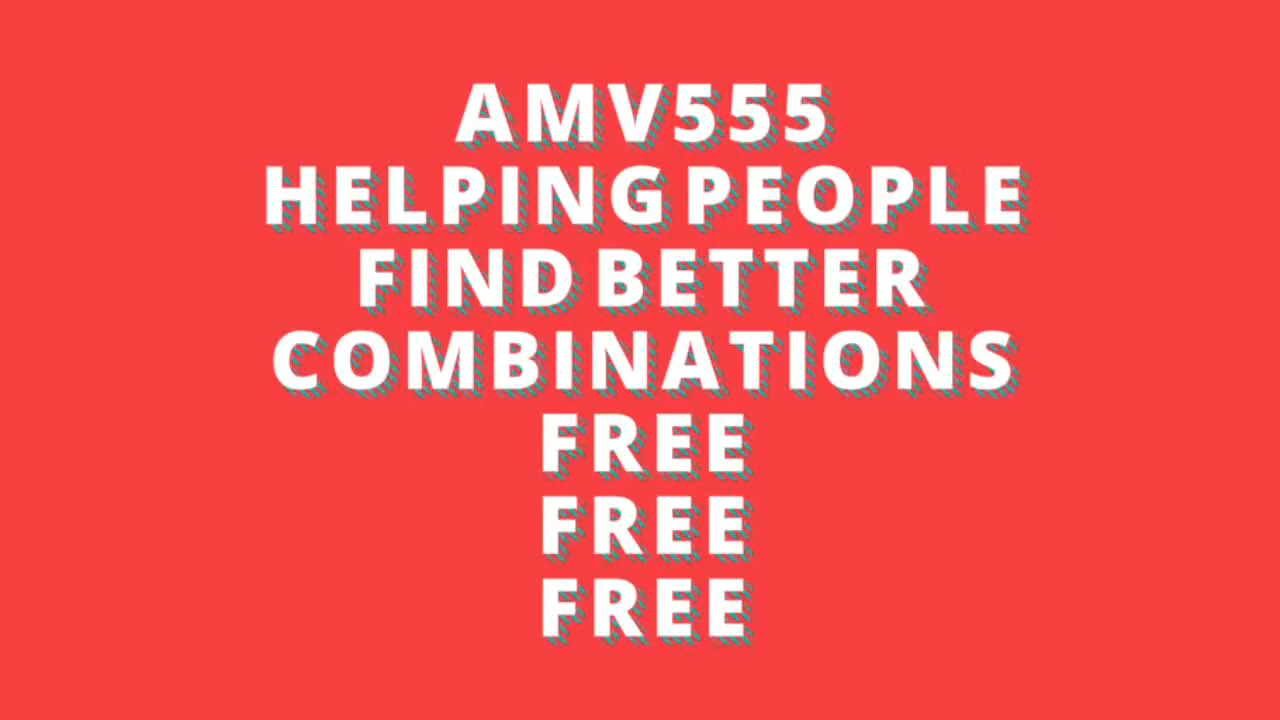 AMV555
HELPING PEOPLE
FIND BETTER
COMBINATIONS
FREE
FREE
FREE